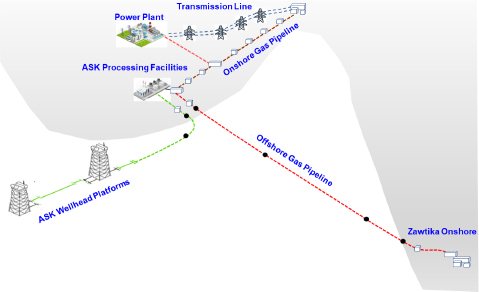 Transmission Line
Power Plant
Onshore Gas Pipeline
ASK Processing Facilities
Offshore Gas Pipeline
ASK Wellhead Platforms
Zawtika Onshore